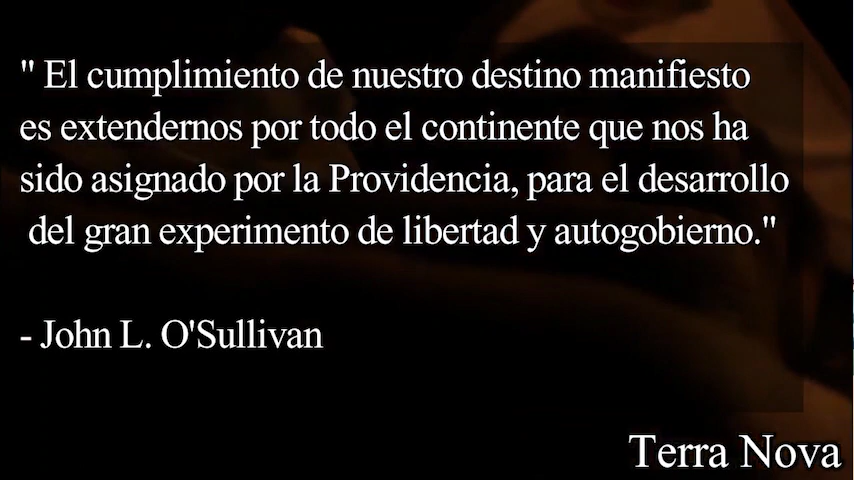 " El cumplimiento de nuestro destino manifiesto
es extendernos por todo el continente que nos ha
sido asignado por la Providencia, para el desarrollo
del gran experimento de libertad y autogobierno."
- John L. O'Sullivan
Terra Nova